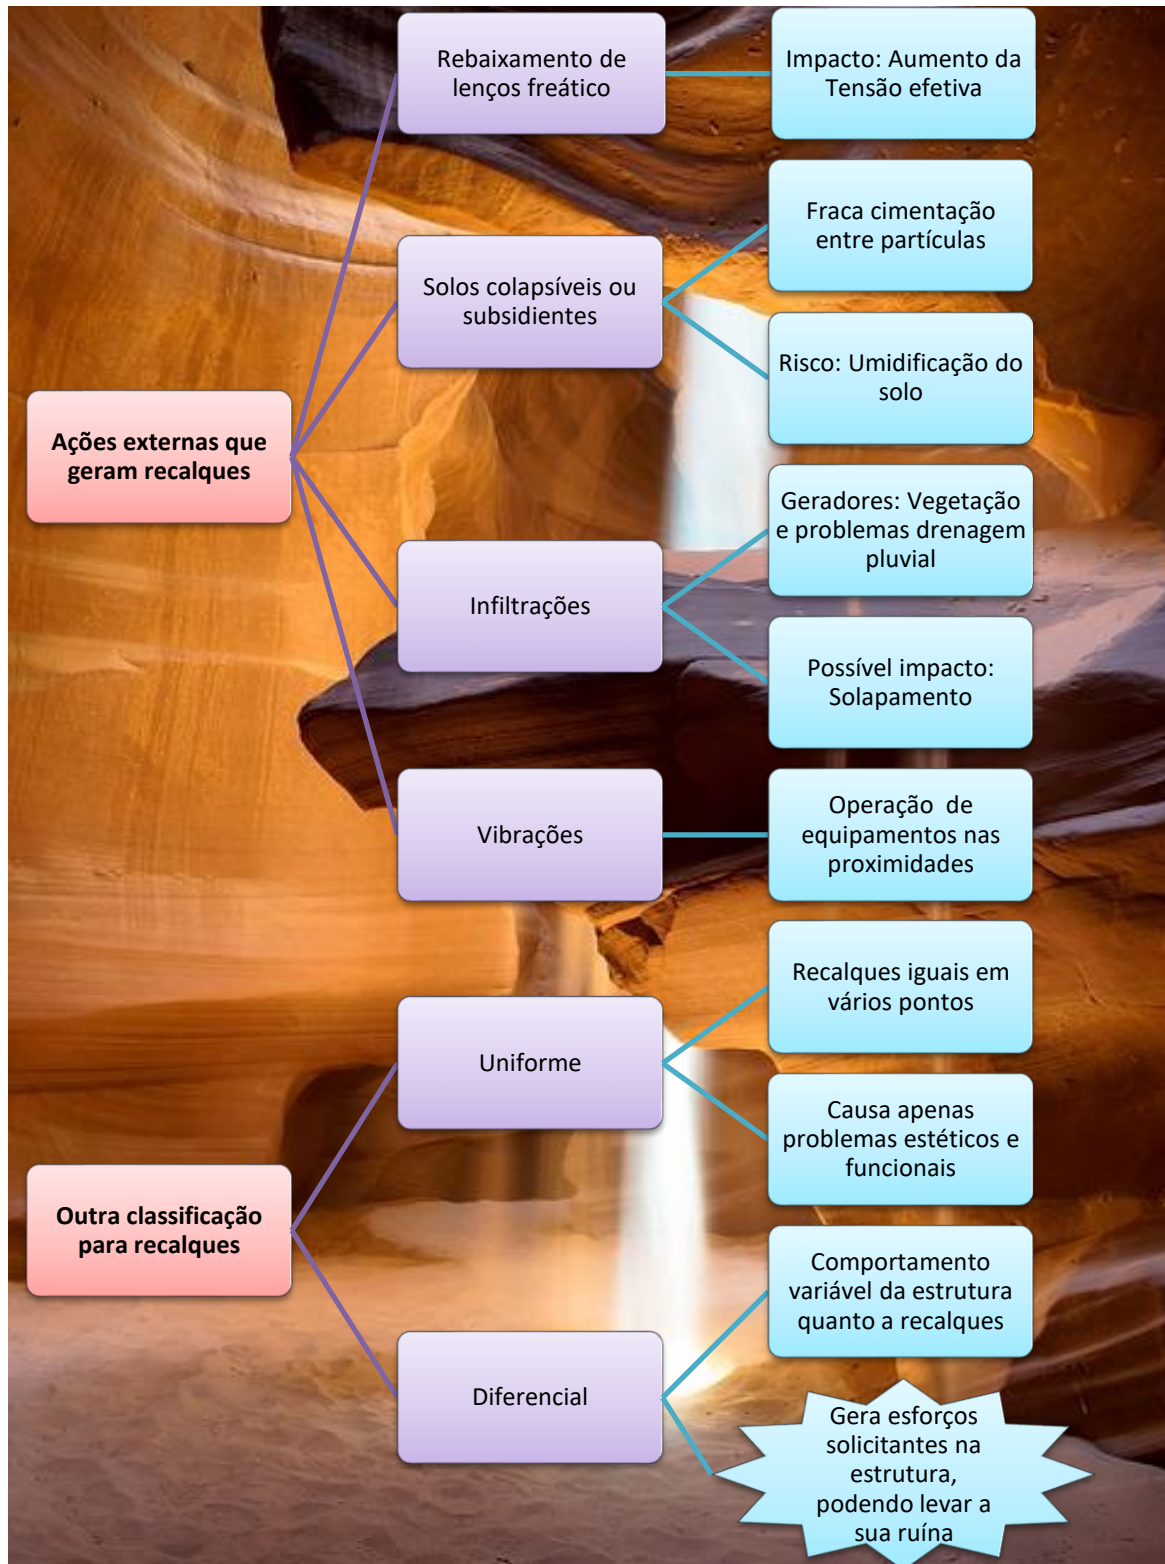 Rebaixamento de
lenços freático
Impacto: Aumento da
Tensão efetiva
Fraca cimentação
entre partículas
Solos colapsíveis ou
subsidientes
Risco: Umidificação do
solo
Ações externas que
geram recalques
Geradores: Vegetação
e problemas drenagem
pluvial
Infiltrações
Possível impacto:
Solapamento
Vibrações
Operação de
equipamentos nas
proximidades
Recalques iguais em
vários pontos
Uniforme
Causa apenas
problemas estéticos e
funcionais
Outra classificação
para recalques
Comportamento
variável da estrutura
quanto a recalques
Diferencial
Gera esforços
solicitantes na
estrutura,
podendo levar a
sua ruína